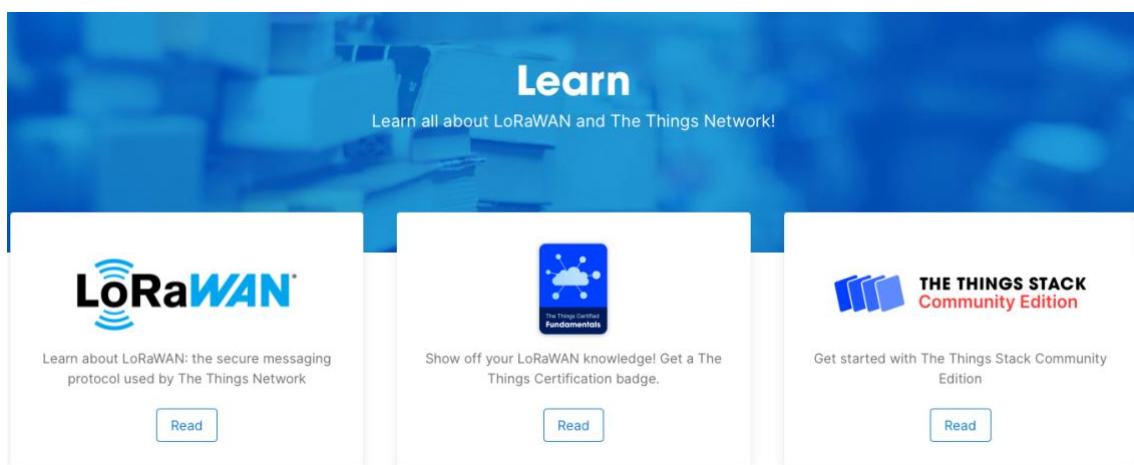 Learn
Learn all about LoRaWAN and The Things Network!
LoRaWAN
Learn about LoRaWAN: the secure messaging
protocol used by The Things Network
Read
The Things Certified
Fundamentals
Show off your LoRaWAN knowledge! Get a The
Things Certification badge.
Read
THE THINGS STACK
Community Edition
Get started with The Things Stack Community
Edition
Read